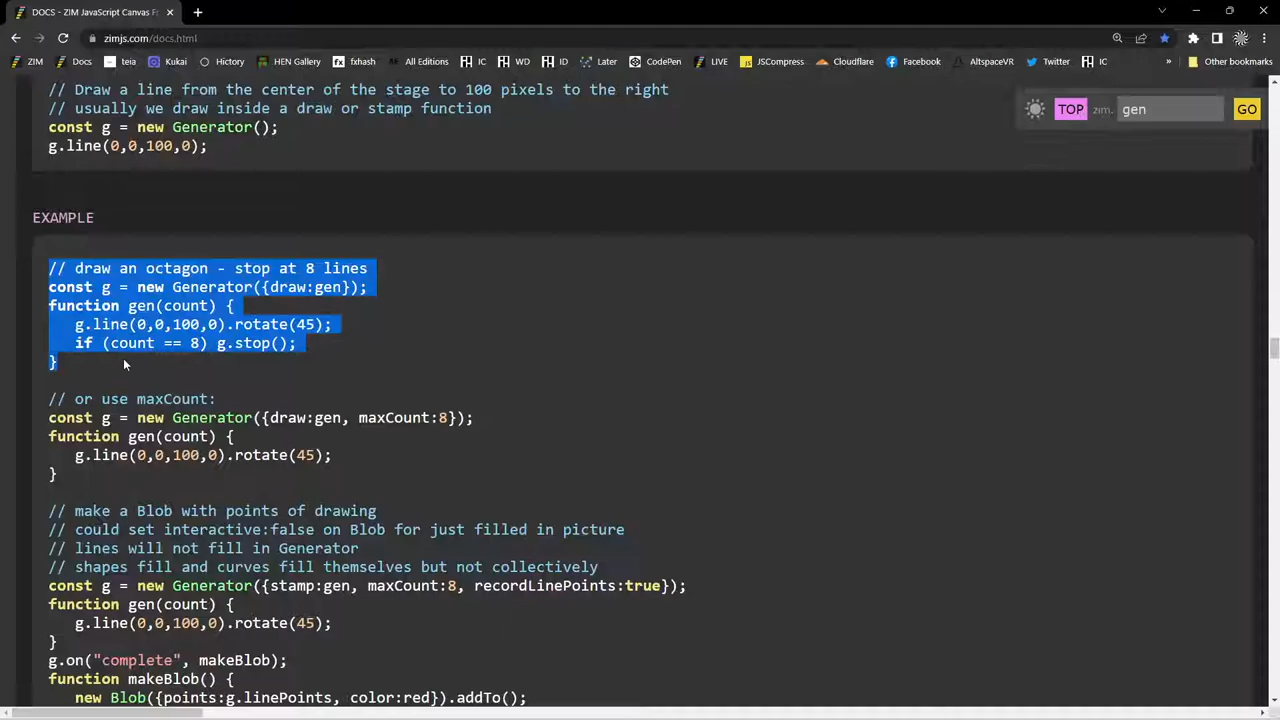 DOCS - ZIM JavaScript Canvas F
zimjs.com/docs.html
ZIM
Docs
teia
Kukai
Hictory
HEN Gallery
fxhash
All Editions
IC
WD
ID
Later
CodePen
LIVE
JSCompress
Cloudflare
Facebook
AltspaceVR
Twitter
IC
»
Other bookmarks
// Draw a line from the center of the stage to 100 pixels to the right
// usually we draw inside a draw or stamp function
const g = new Generator();
g.line(0,0,100,0);
TOP zim. gen GO
EXAMPLE
// draw an octagon - stop at 8 lines
const g = new Generator({draw:gen});
function gen(count) {
g.line(0,0,100,0).rotate(45);
if (count == 8) g.stop();
}
// or use maxCount:
const g = new Generator({draw:gen, maxCount:8});
function gen(count) {
g.line(0,0,100,0).rotate(45);
}
// make a Blob with points of drawing
// could set interactive:false on Blob for just filled in picture
// lines will not fill in Generator
// shapes fill and curves fill themselves but not collectively
const g = new Generator({stamp:gen, maxCount:8, recordLinePoints:true});
function gen(count) {
g.line(0,0,100,0).rotate(45);
}
g.on("complete", makeBlob);
function makeBlob() {
new Blob({points:g.linePoints, color:red}).addTo();